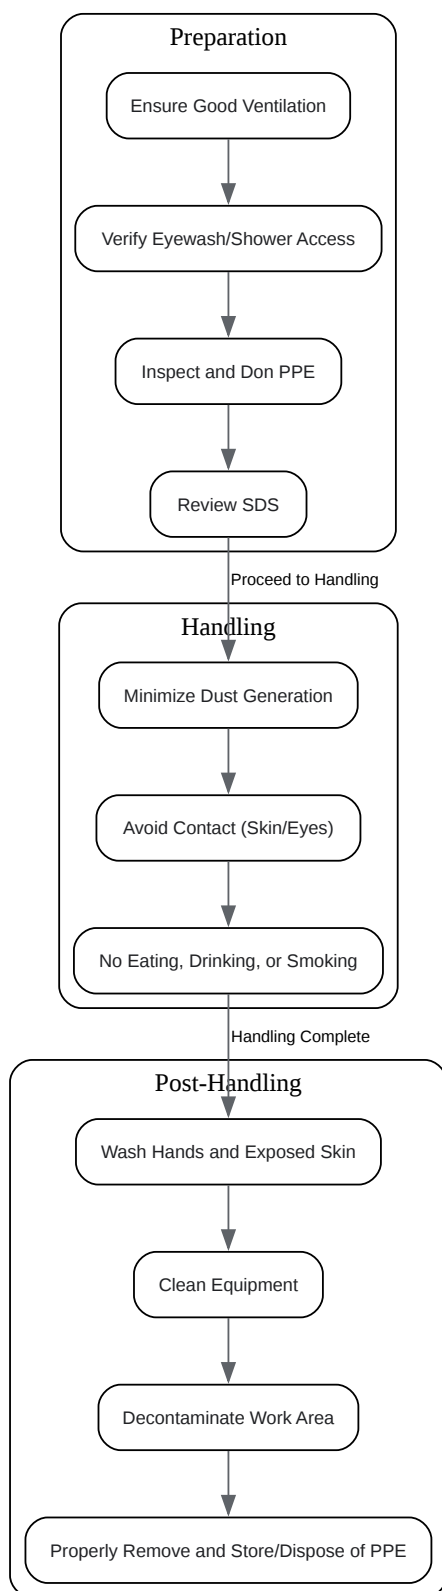 Preparation
Ensure Good Ventilation
Verify Eyewash/Shower Access
Inspect and Don PPE
Review SDS
Proceed to Handling
Handling
Minimize Dust Generation
Avoid Contact (Skin/Eyes)
No Eating, Drinking, or Smoking
Handling Complete
Post-Handling
Wash Hands and Exposed Skin
Clean Equipment
Decontaminate Work Area
Properly Remove and Store/Dispose of PPE